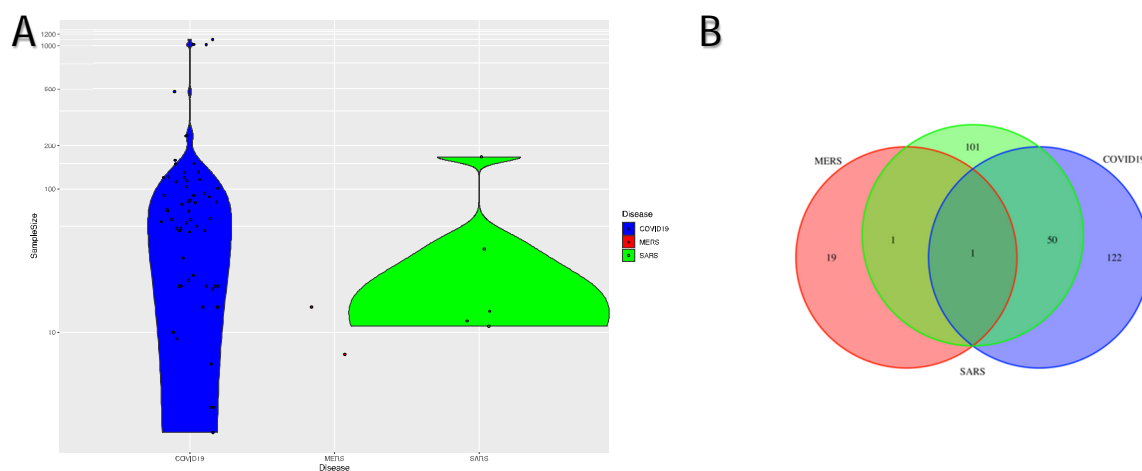 A
B
1200
1000
500
200
100
10
SampleSize
COVID19
MERS
SARS
Disease
Disease
COVID19
MERS
SARS
101
MERS
COVID19
1
50
19
1
122
SARS